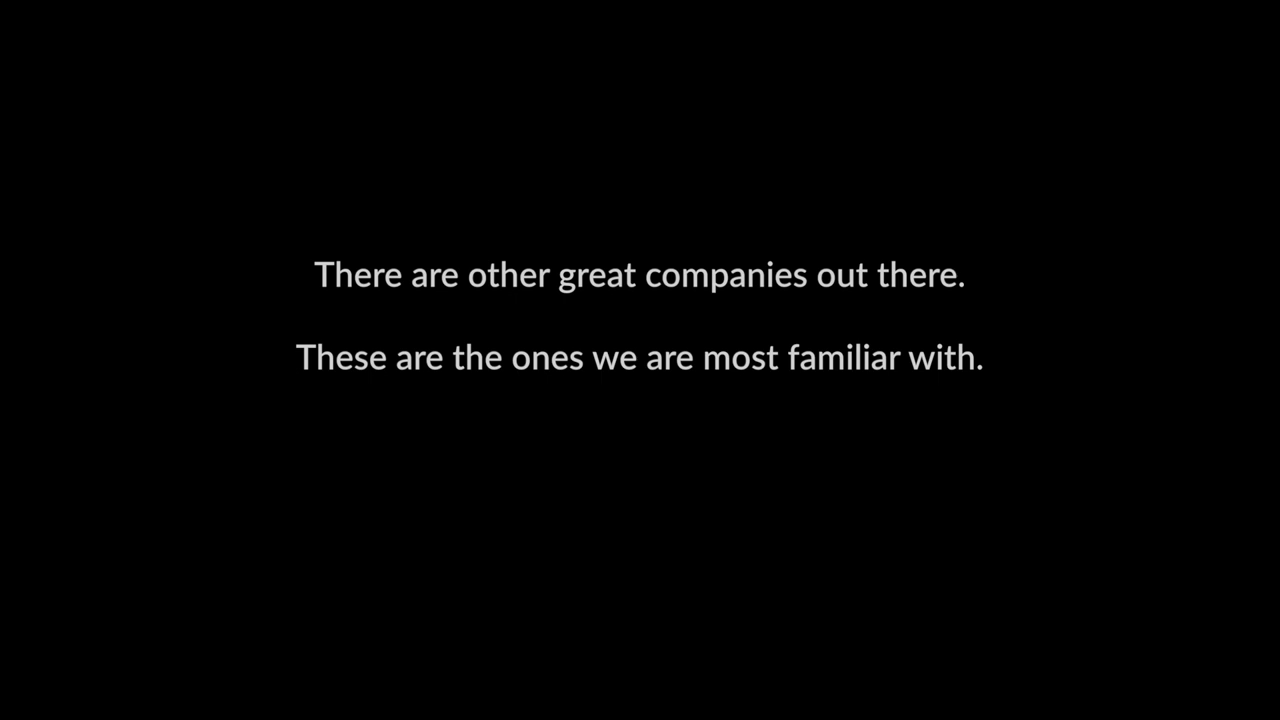 There are other great companies out there.
These are the ones we are most familiar with.